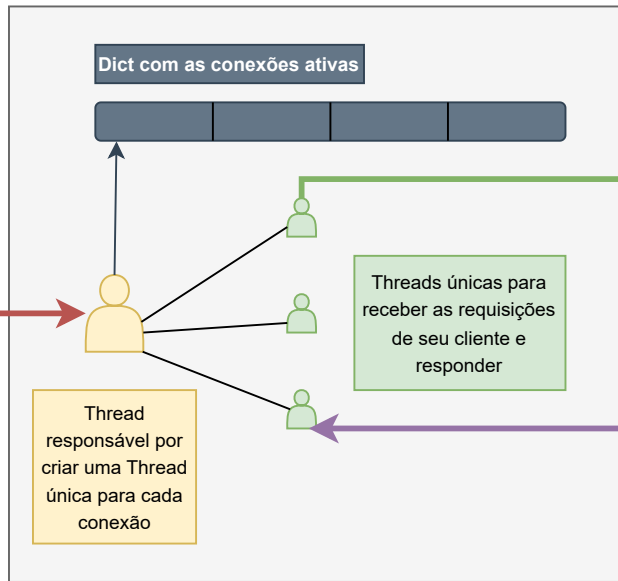 Dict com as conexões ativas
Threads únicas para
receber as requisições
de seu cliente e
responder
Thread
responsável por
criar uma Thread
única para cada
conexão